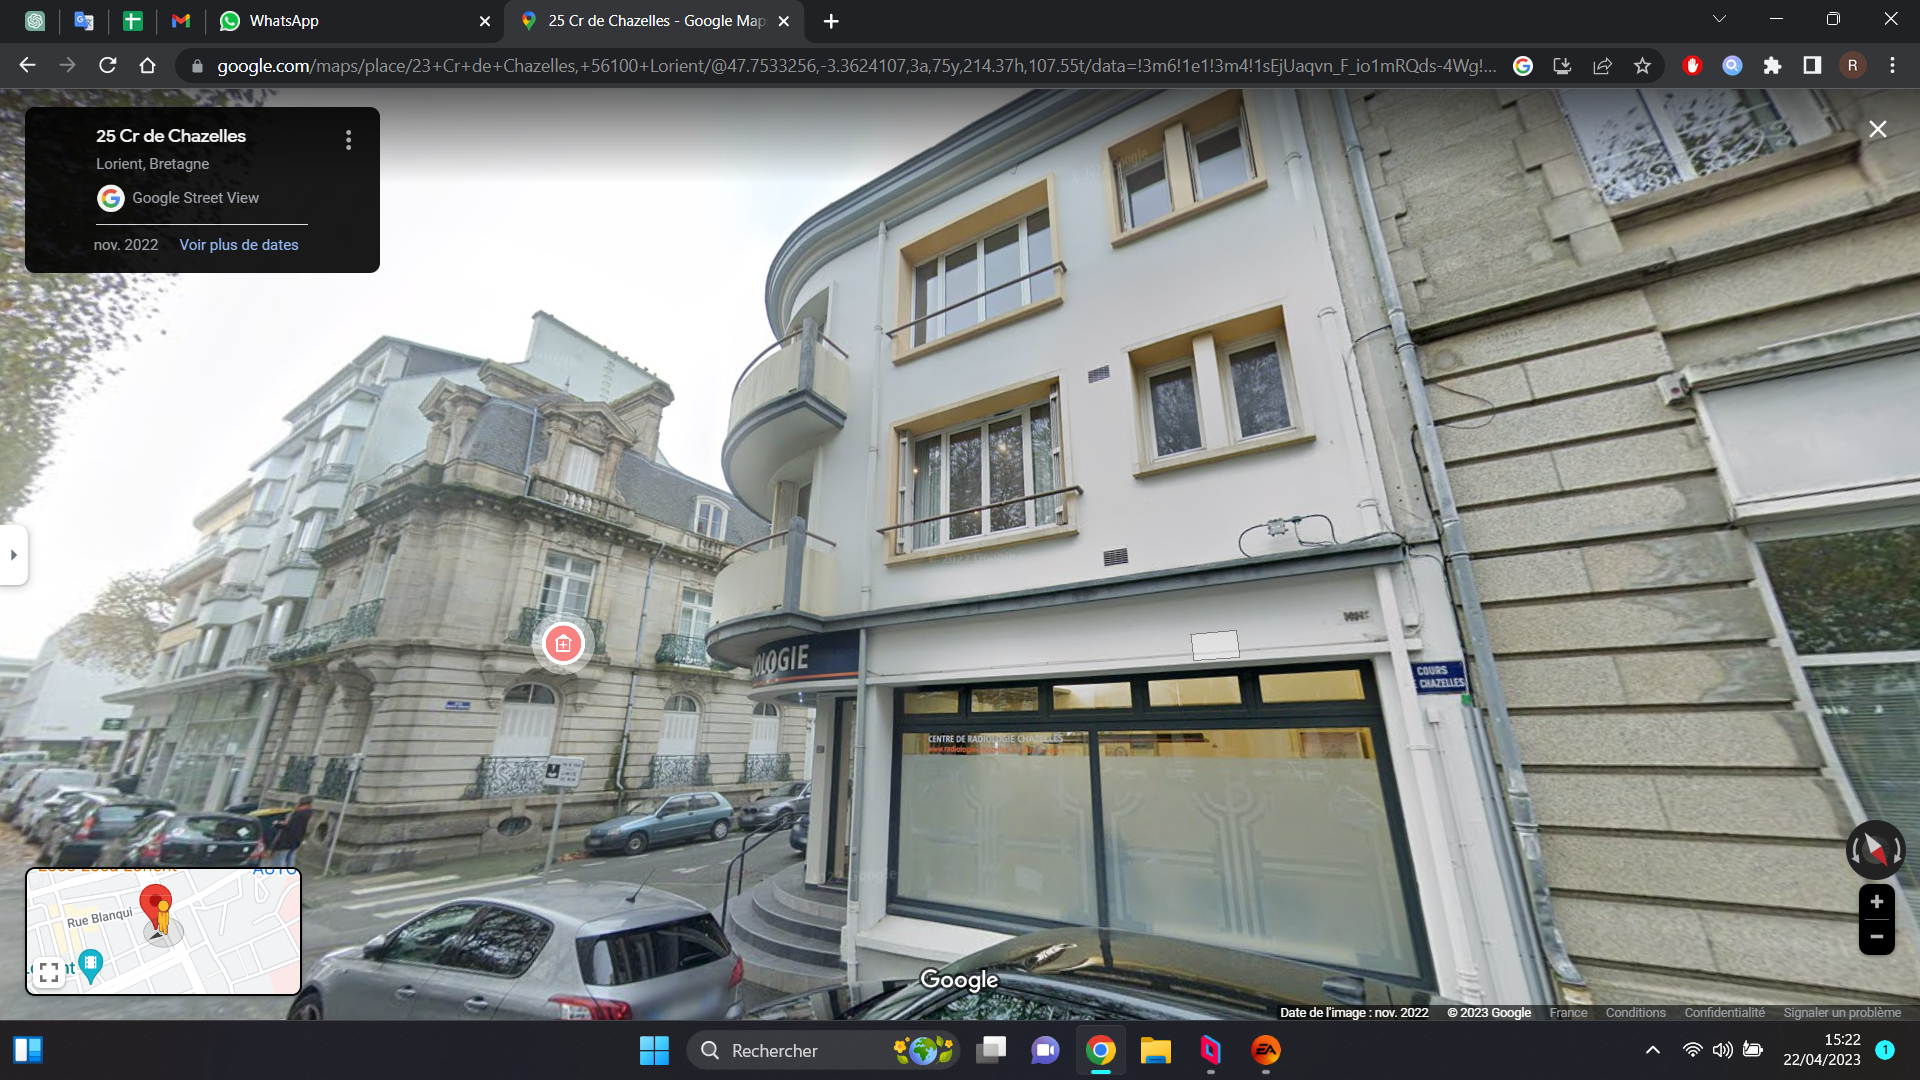 WhatsApp
25 Cr de Chazelles - Google Map
google.com/maps/place/23+Cr+de+Chazelles,+56100+Lorient/@47.7533256,-3.3624107,3a,75y,214.37h,107.55t/data=!3m6!1e1!3m4!1sEjUaqvn_F_io1mRQds-4Wg!...
R
25 Cr de Chazelles
Lorient, Bretagne
Google Street View
nov. 2022 Voir plus de dates
OLOGIE
COURS
CHAZELLES
CENTRE DE RADIOLOGIE CHAZELLES
Rue Blanqui
Google
Date de l'image : nov. 2022 © 2023 Google France Conditions Confidentialité Signaler un problème
Rechercher
EA
15:22
22/04/2023
1